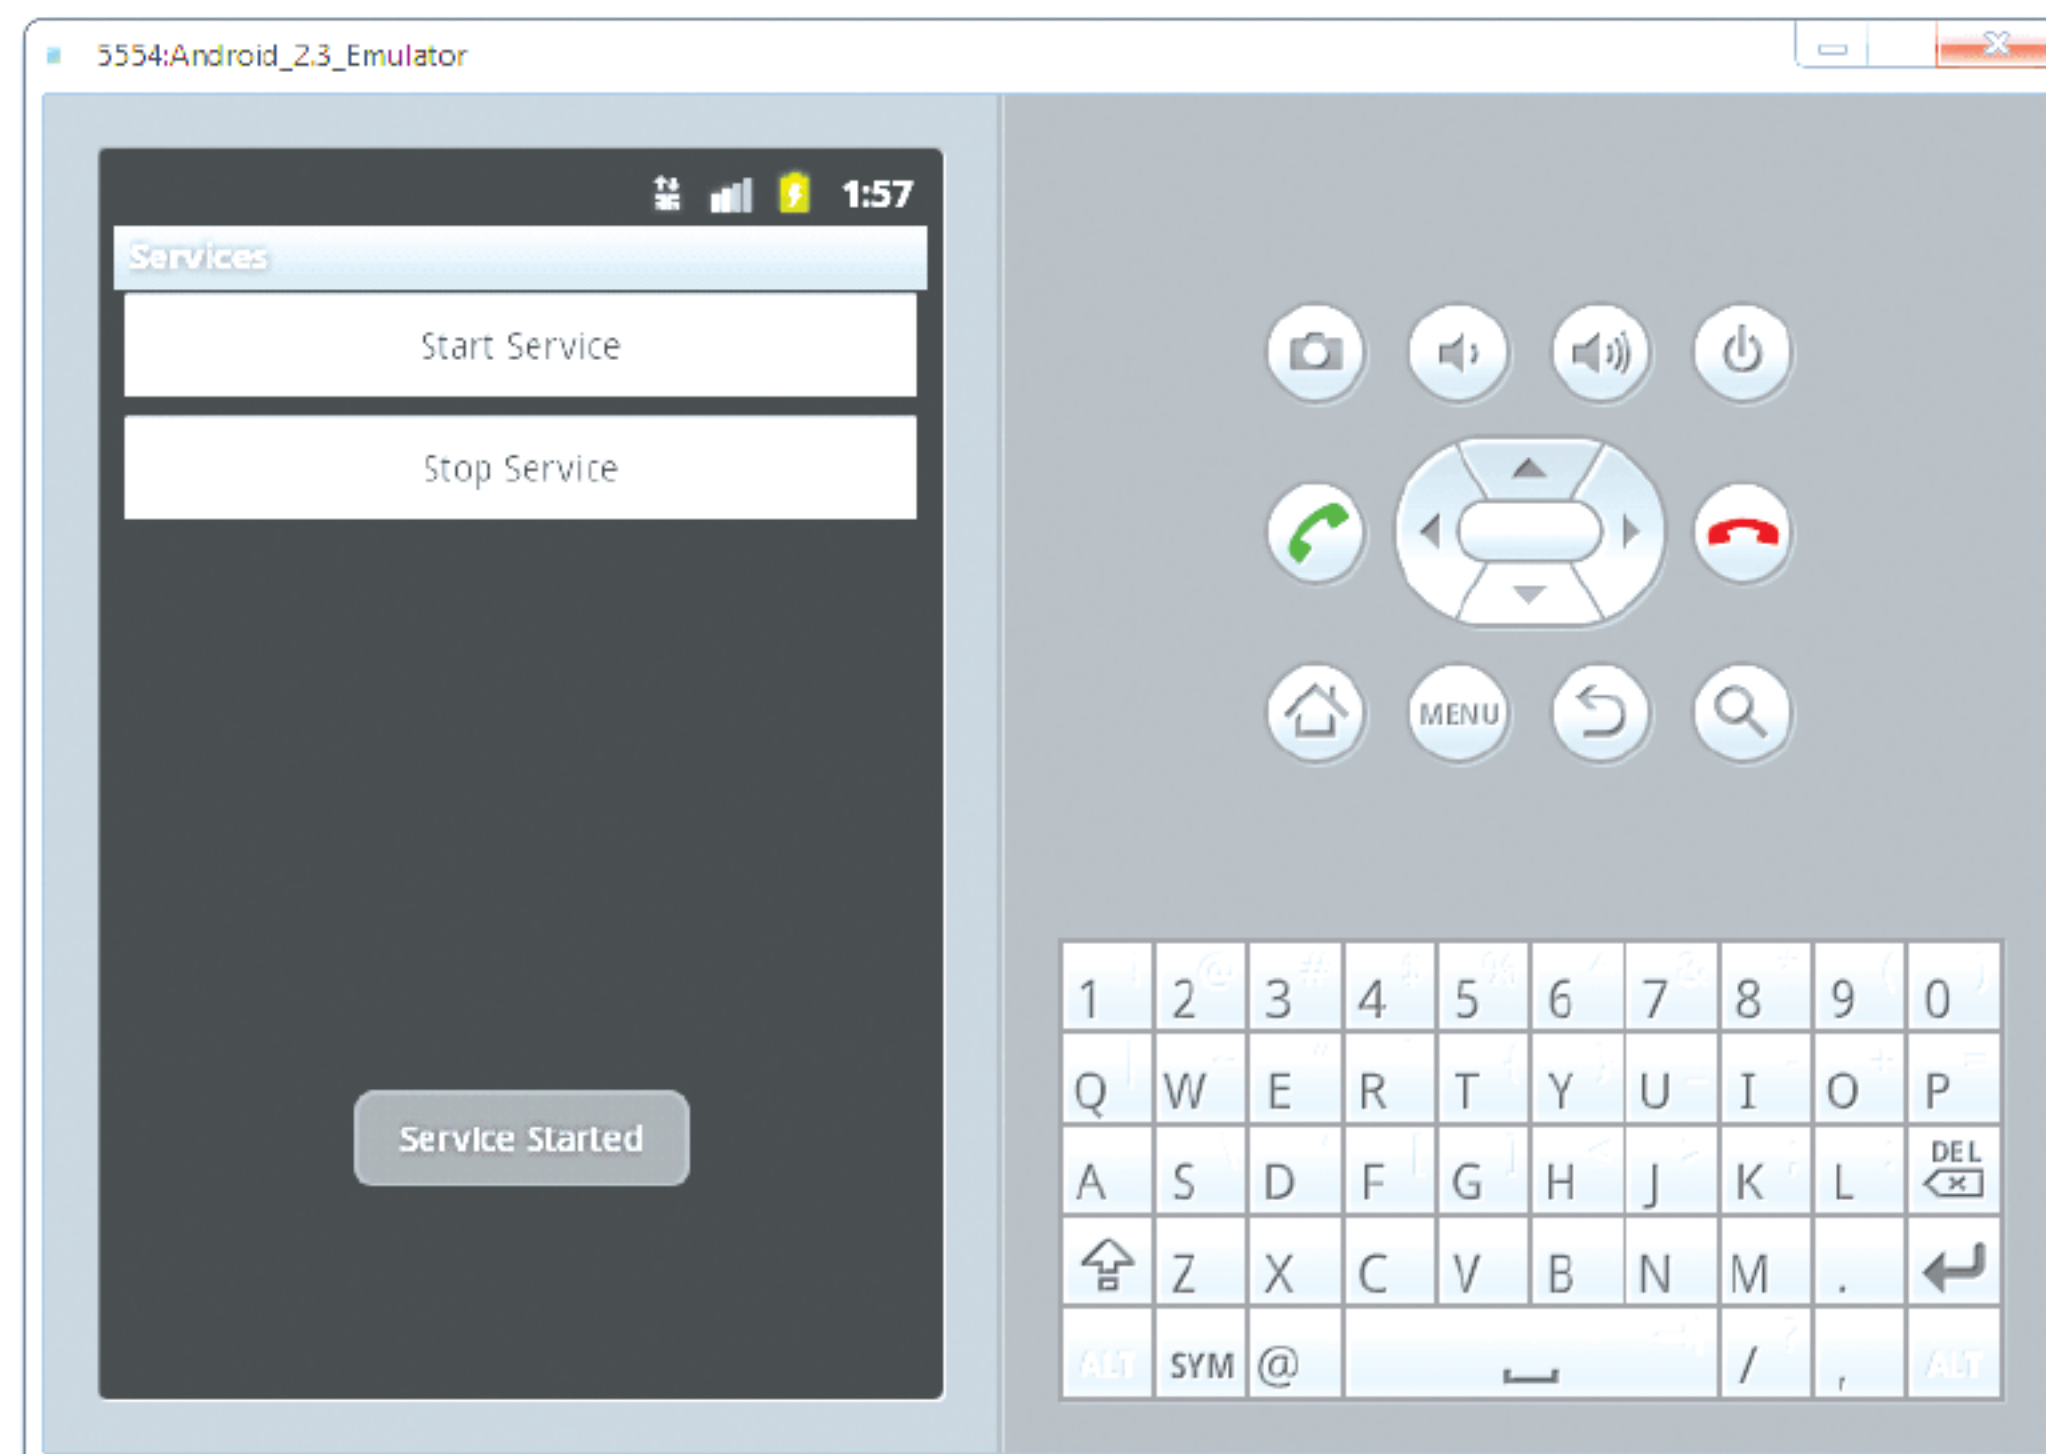 5554:Android_2.3_Emulator
1:57
Services
Start Service
Stop Service
Service Started
MENU
1 2 @ 3 # 4 $ 5 % 6 7 & 8 * 9 ( 0 )
Q W E " R T { Y } U _ I - O + P =
A S \ D ' F [ G ] H < J > K ; L : DEL
Z X C V B N M .
ALT SYM @ / ? , ALT